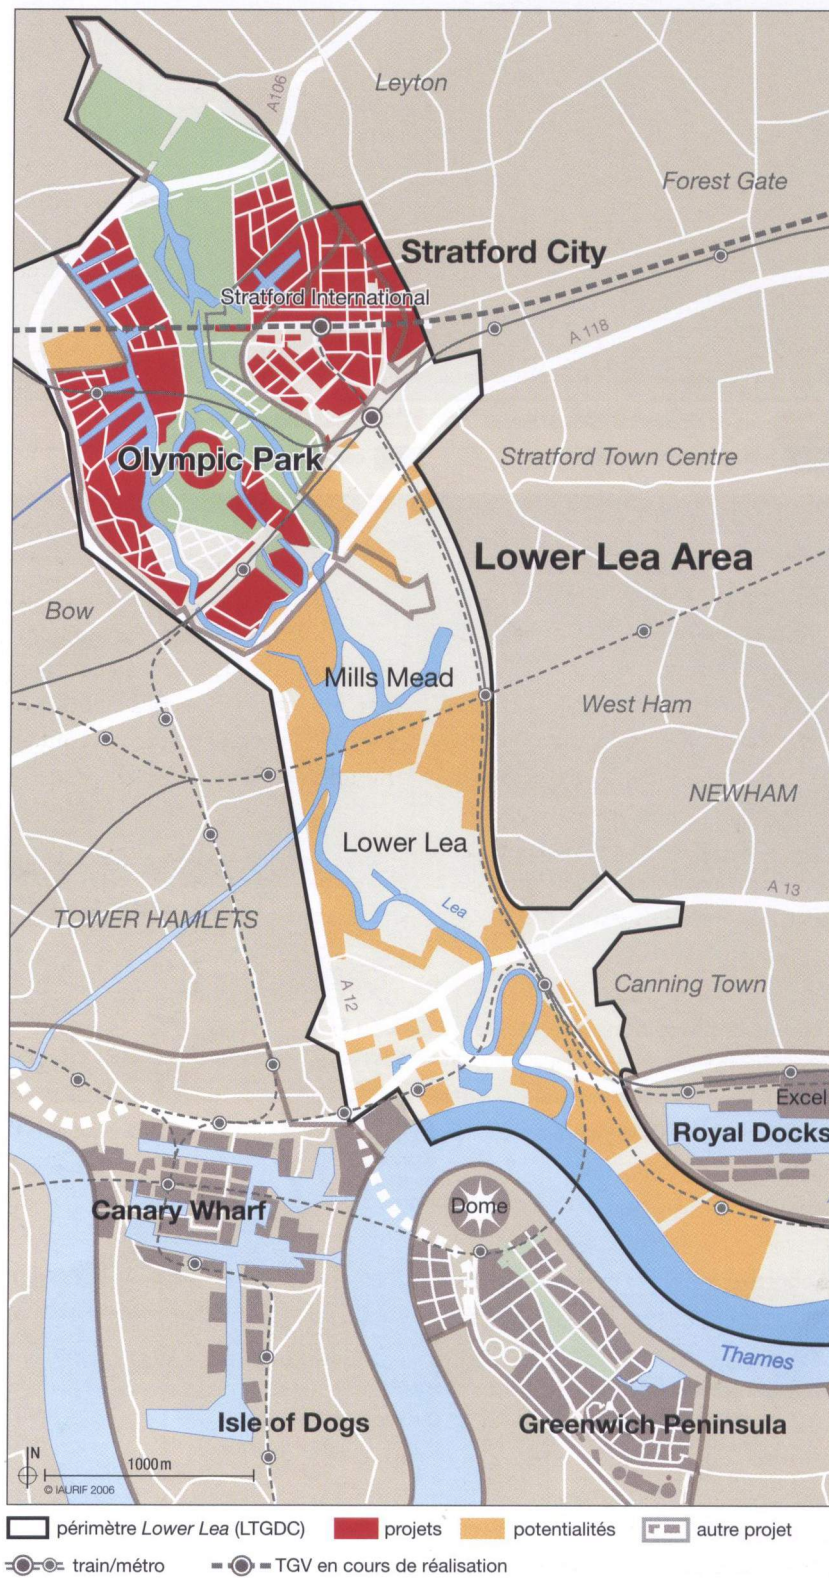 Leyton
A106
Forest Gate
Stratford City
Stratford International
A 118
Olympic Park
Stratford Town Centre
Lower Lea Area
Bow
Mills Mead
West Ham
NEWHAM
Lower Lea
A 13
Lea
TOWER HAMLETS
A 12
Canning Town
Excel
Royal Docks
Canary Wharf
Dome
Thames
Isle of Dogs
Greenwich Peninsula
N
1000 m
© IAURIF 2006
périmètre Lower Lea (LTGDC)
projets
potentialités
autre projet
train/métro
TGV en cours de réalisation